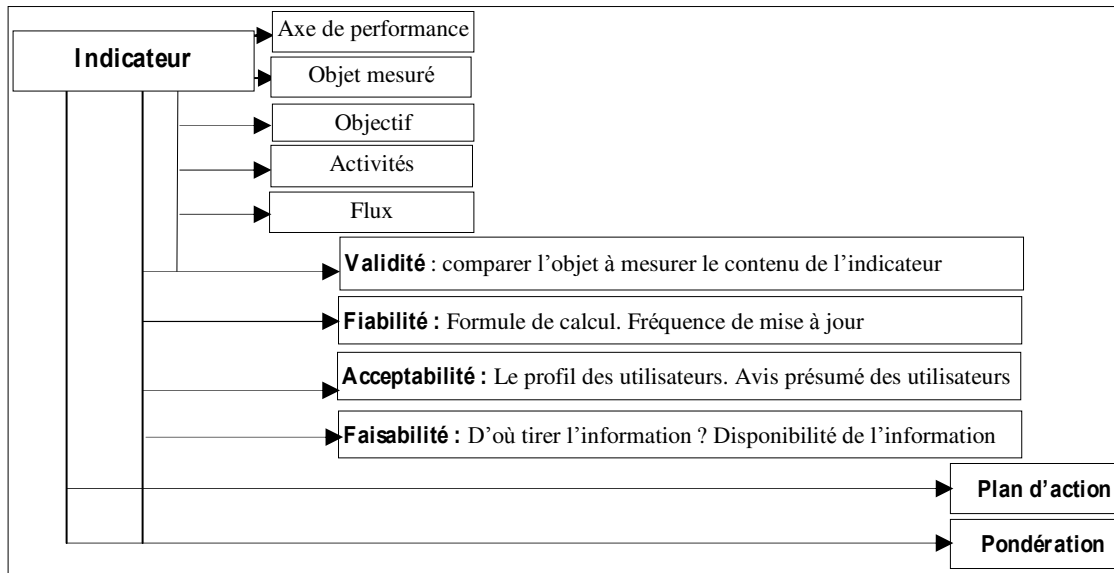 Axe de performance
Indicateur
Objet mesuré
Objectif
Activités
Flux
Validité : comparer l’objet à mesurer le contenu de l’indicateur
Fiabilité : Formule de calcul. Fréquence de mise à jour
Acceptabilité : Le profil des utilisateurs. Avis présumé des utilisateurs
Faisabilité : D’où tirer l’information ? Disponibilité de l’information
Plan d’action
Pondération